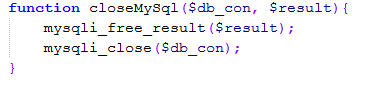 function closeMySql($db_con, $result){
    mysqli_free_result($result);
    mysqli_close($db_con);
}